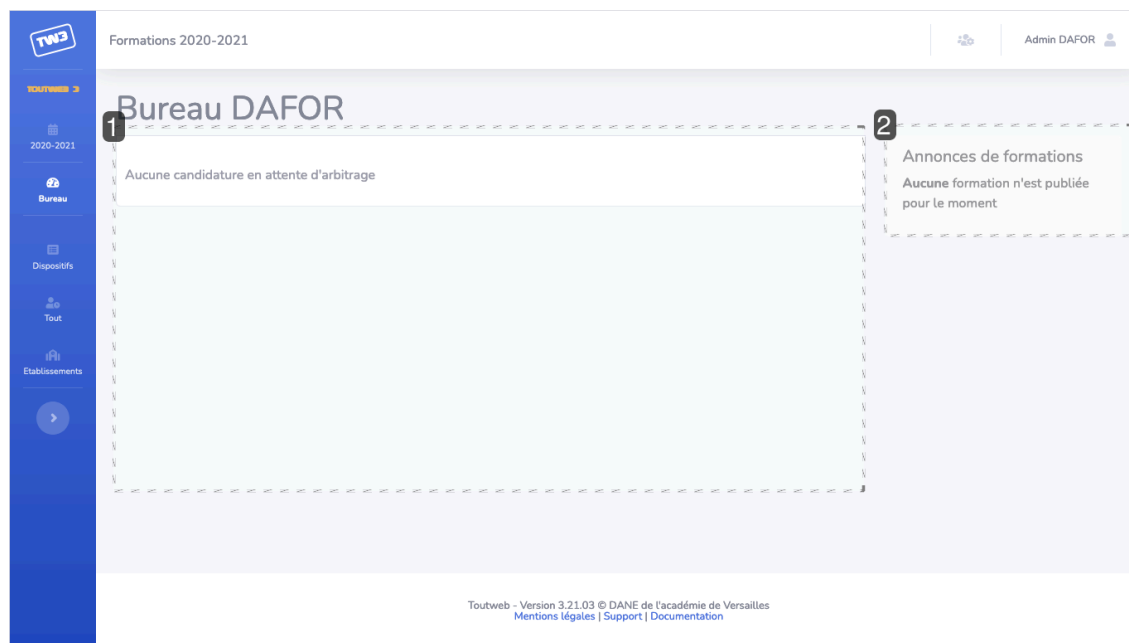 TW3
Formations 2020-2021
Admin DAFOR
TOUTWEB 3
2020-2021
Bureau
Dispositifs
Tout
Etablissements
Bureau DAFOR
1
Aucune candidature en attente d'arbitrage
2
Annonces de formations
Aucune formation n'est publiée
pour le moment
Toutweb - Version 3.21.03 © DANE de l'académie de Versailles
Mentions légales | Support | Documentation